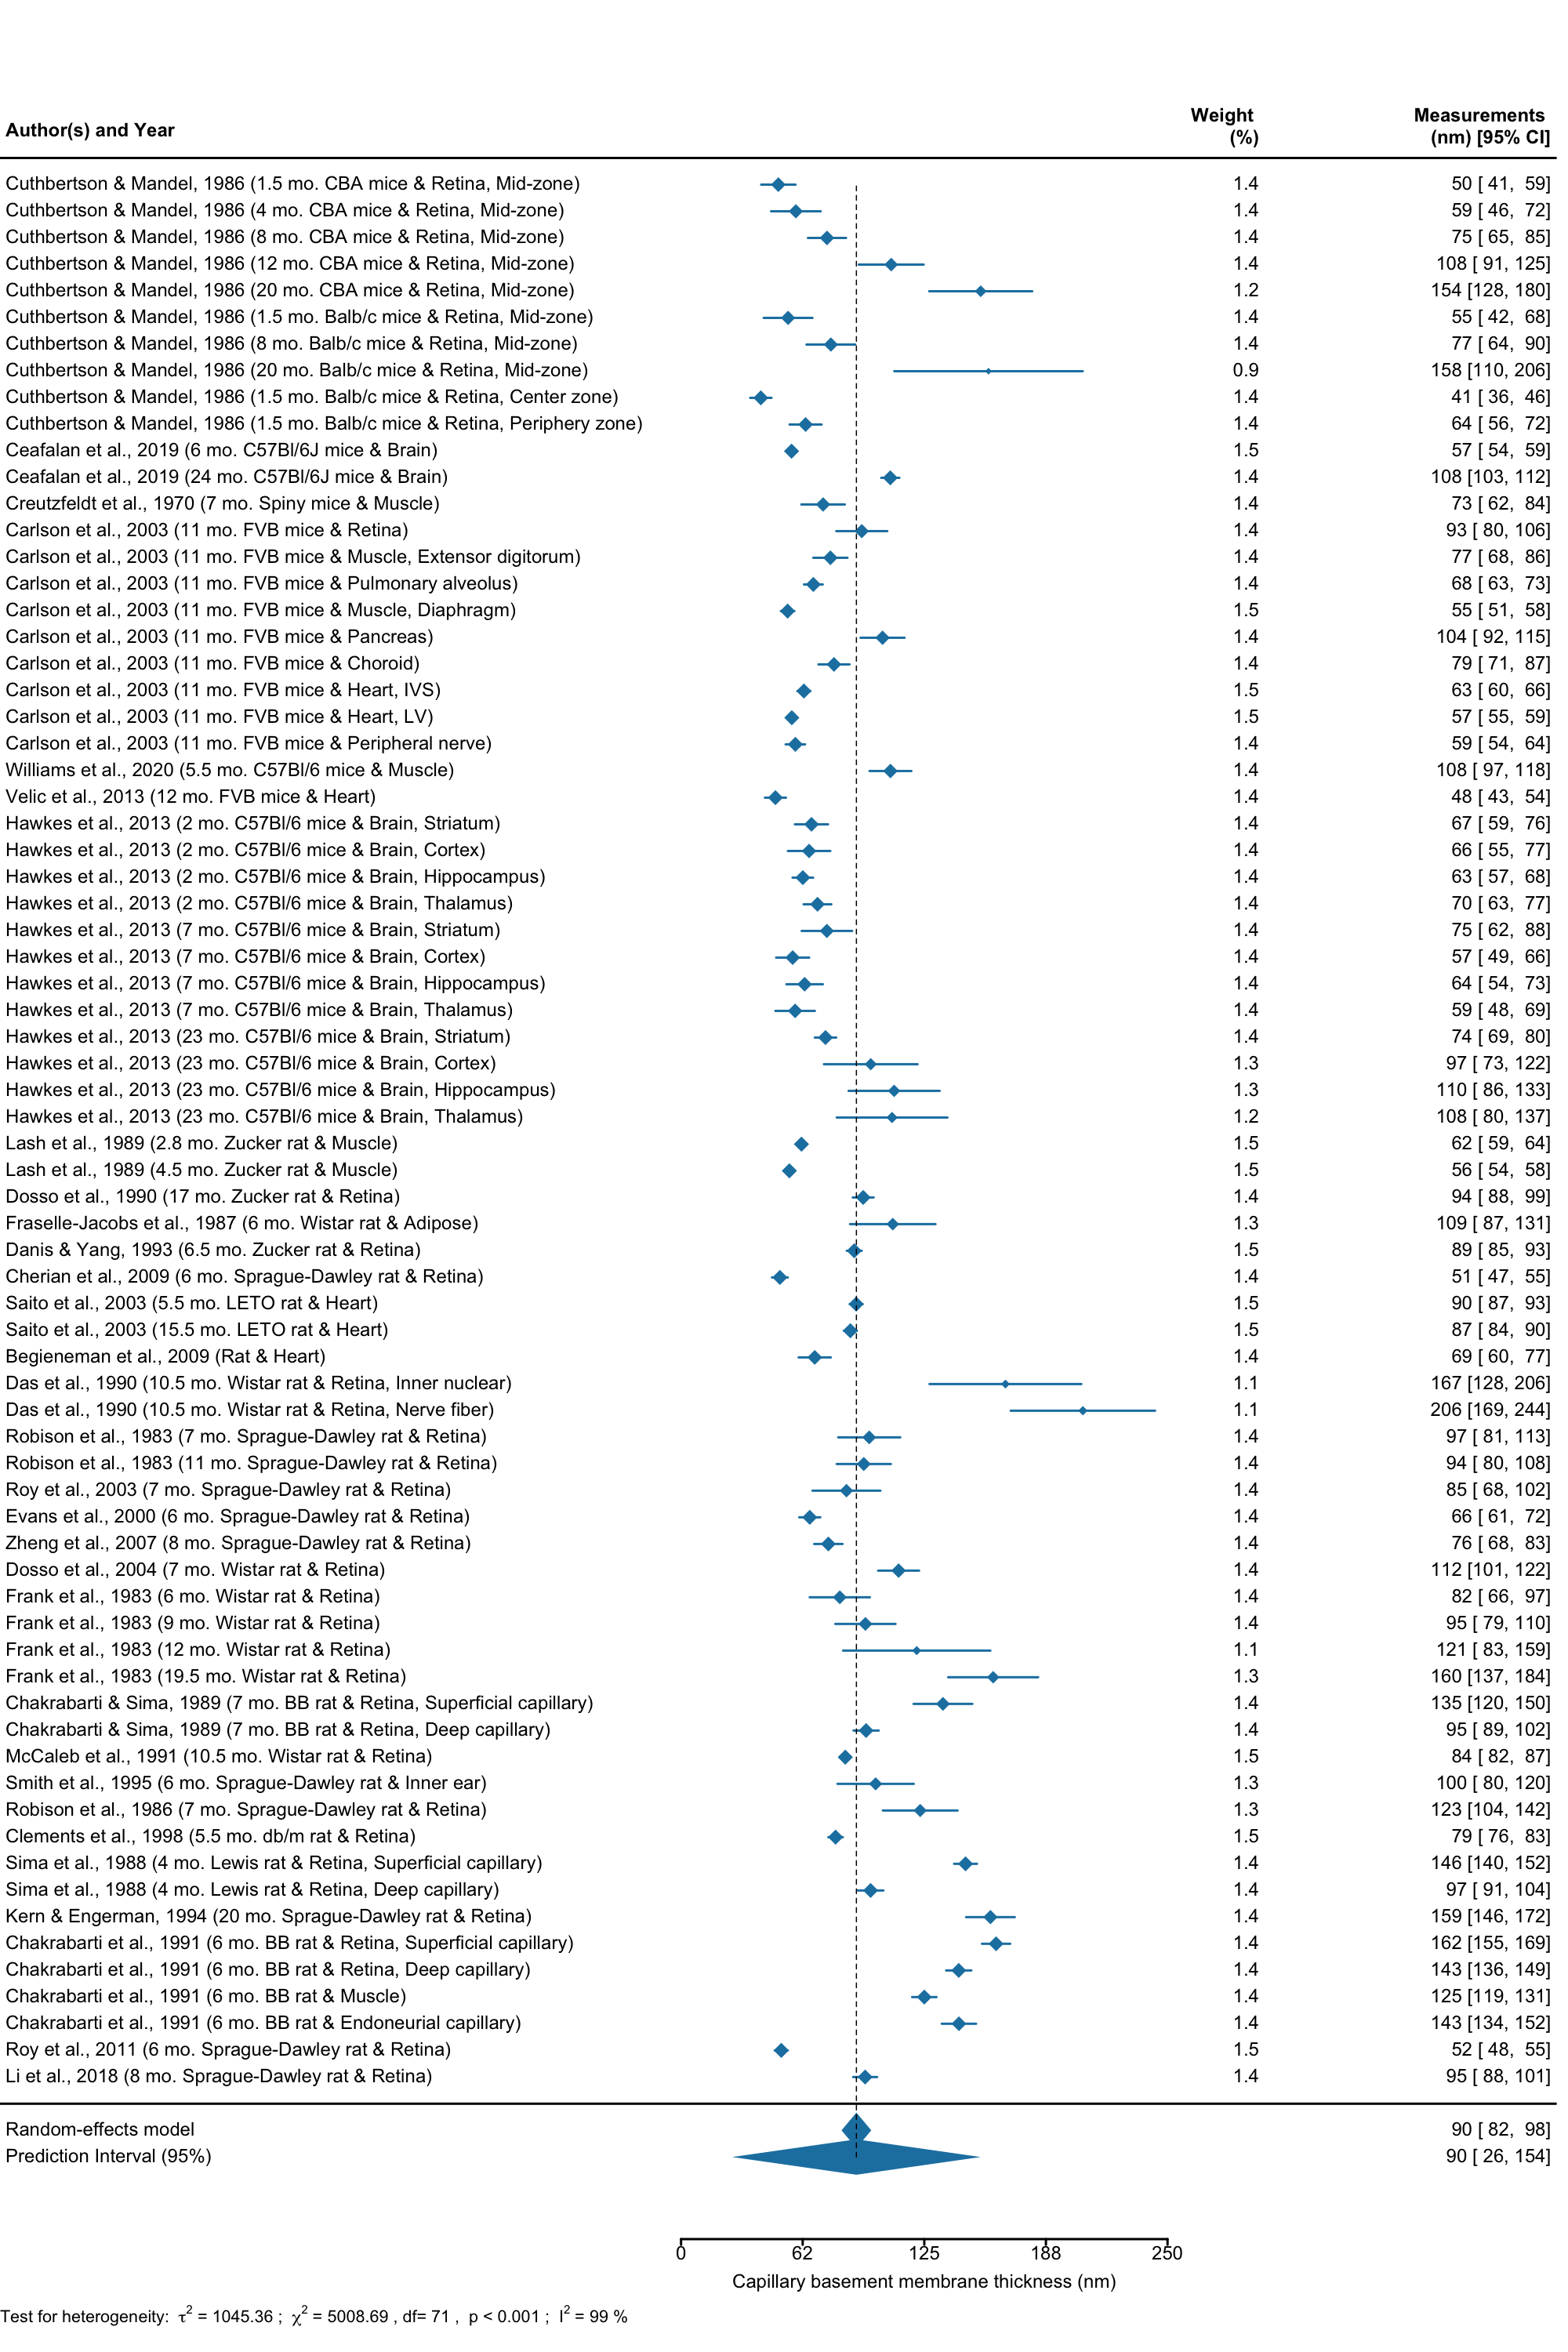 Author(s) and Year Weight (%) Measurements (nm) [95% CI]
Cuthbertson & Mandel, 1986 (1.5 mo. CBA mice & Retina, Mid-zone) 1.4 50 [ 41, 59]
Cuthbertson & Mandel, 1986 (4 mo. CBA mice & Retina, Mid-zone) 1.4 59 [ 46, 72]
Cuthbertson & Mandel, 1986 (8 mo. CBA mice & Retina, Mid-zone) 1.4 75 [ 65, 85]
Cuthbertson & Mandel, 1986 (12 mo. CBA mice & Retina, Mid-zone) 1.4 108 [ 91, 125]
Cuthbertson & Mandel, 1986 (20 mo. CBA mice & Retina, Mid-zone) 1.2 154 [128, 180]
Cuthbertson & Mandel, 1986 (1.5 mo. Balb/c mice & Retina, Mid-zone) 1.4 55 [ 42, 68]
Cuthbertson & Mandel, 1986 (8 mo. Balb/c mice & Retina, Mid-zone) 1.4 77 [ 64, 90]
Cuthbertson & Mandel, 1986 (20 mo. Balb/c mice & Retina, Mid-zone) 0.9 158 [110, 206]
Cuthbertson & Mandel, 1986 (1.5 mo. Balb/c mice & Retina, Center zone) 1.4 41 [ 36, 46]
Cuthbertson & Mandel, 1986 (1.5 mo. Balb/c mice & Retina, Periphery zone) 1.4 64 [ 56, 72]
Ceafalan et al., 2019 (6 mo. C57Bl/6J mice & Brain) 1.5 57 [ 54, 59]
Ceafalan et al., 2019 (24 mo. C57Bl/6J mice & Brain) 1.4 108 [103, 112]
Creutzfeldt et al., 1970 (7 mo. Spiny mice & Muscle) 1.4 73 [ 62, 84]
Carlson et al., 2003 (11 mo. FVB mice & Retina) 1.4 93 [ 80, 106]
Carlson et al., 2003 (11 mo. FVB mice & Muscle, Extensor digitorum) 1.4 77 [ 68, 86]
Carlson et al., 2003 (11 mo. FVB mice & Pulmonary alveolus) 1.4 68 [ 63, 73]
Carlson et al., 2003 (11 mo. FVB mice & Muscle, Diaphragm) 1.5 55 [ 51, 58]
Carlson et al., 2003 (11 mo. FVB mice & Pancreas) 1.4 104 [ 92, 115]
Carlson et al., 2003 (11 mo. FVB mice & Choroid) 1.4 79 [ 71, 87]
Carlson et al., 2003 (11 mo. FVB mice & Heart, IVS) 1.5 63 [ 60, 66]
Carlson et al., 2003 (11 mo. FVB mice & Heart, LV) 1.5 57 [ 55, 59]
Carlson et al., 2003 (11 mo. FVB mice & Peripheral nerve) 1.4 59 [ 54, 64]
Williams et al., 2020 (5.5 mo. C57Bl/6 mice & Muscle) 1.4 108 [ 97, 118]
Velic et al., 2013 (12 mo. FVB mice & Heart) 1.4 48 [ 43, 54]
Hawkes et al., 2013 (2 mo. C57Bl/6 mice & Brain, Striatum) 1.4 67 [ 59, 76]
Hawkes et al., 2013 (2 mo. C57Bl/6 mice & Brain, Cortex) 1.4 66 [ 55, 77]
Hawkes et al., 2013 (2 mo. C57Bl/6 mice & Brain, Hippocampus) 1.4 63 [ 57, 68]
Hawkes et al., 2013 (2 mo. C57Bl/6 mice & Brain, Thalamus) 1.4 70 [ 63, 77]
Hawkes et al., 2013 (7 mo. C57Bl/6 mice & Brain, Striatum) 1.4 75 [ 62, 88]
Hawkes et al., 2013 (7 mo. C57Bl/6 mice & Brain, Cortex) 1.4 57 [ 49, 66]
Hawkes et al., 2013 (7 mo. C57Bl/6 mice & Brain, Hippocampus) 1.4 64 [ 54, 73]
Hawkes et al., 2013 (7 mo. C57Bl/6 mice & Brain, Thalamus) 1.4 59 [ 48, 69]
Hawkes et al., 2013 (23 mo. C57Bl/6 mice & Brain, Striatum) 1.4 74 [ 69, 80]
Hawkes et al., 2013 (23 mo. C57Bl/6 mice & Brain, Cortex) 1.3 97 [ 73, 122]
Hawkes et al., 2013 (23 mo. C57Bl/6 mice & Brain, Hippocampus) 1.3 110 [ 86, 133]
Hawkes et al., 2013 (23 mo. C57Bl/6 mice & Brain, Thalamus) 1.2 108 [ 80, 137]
Lash et al., 1989 (2.8 mo. Zucker rat & Muscle) 1.5 62 [ 59, 64]
Lash et al., 1989 (4.5 mo. Zucker rat & Muscle) 1.5 56 [ 54, 58]
Dosso et al., 1990 (17 mo. Zucker rat & Retina) 1.4 94 [ 88, 99]
Fraselle-Jacobs et al., 1987 (6 mo. Wistar rat & Adipose) 1.3 109 [ 87, 131]
Danis & Yang, 1993 (6.5 mo. Zucker rat & Retina) 1.5 89 [ 85, 93]
Cherian et al., 2009 (6 mo. Sprague-Dawley rat & Retina) 1.4 51 [ 47, 55]
Saito et al., 2003 (5.5 mo. LETO rat & Heart) 1.5 90 [ 87, 93]
Saito et al., 2003 (15.5 mo. LETO rat & Heart) 1.5 87 [ 84, 90]
Begieneman et al., 2009 (Rat & Heart) 1.4 69 [ 60, 77]
Das et al., 1990 (10.5 mo. Wistar rat & Retina, Inner nuclear) 1.1 167 [128, 206]
Das et al., 1990 (10.5 mo. Wistar rat & Retina, Nerve fiber) 1.1 206 [169, 244]
Robison et al., 1983 (7 mo. Sprague-Dawley rat & Retina) 1.4 97 [ 81, 113]
Robison et al., 1983 (11 mo. Sprague-Dawley rat & Retina) 1.4 94 [ 80, 108]
Roy et al., 2003 (7 mo. Sprague-Dawley rat & Retina) 1.4 85 [ 68, 102]
Evans et al., 2000 (6 mo. Sprague-Dawley rat & Retina) 1.4 66 [ 61, 72]
Zheng et al., 2007 (8 mo. Sprague-Dawley rat & Retina) 1.4 76 [ 68, 83]
Dosso et al., 2004 (7 mo. Wistar rat & Retina) 1.4 112 [101, 122]
Frank et al., 1983 (6 mo. Wistar rat & Retina) 1.4 82 [ 66, 97]
Frank et al., 1983 (9 mo. Wistar rat & Retina) 1.4 95 [ 79, 110]
Frank et al., 1983 (12 mo. Wistar rat & Retina) 1.1 121 [ 83, 159]
Frank et al., 1983 (19.5 mo. Wistar rat & Retina) 1.3 160 [137, 184]
Chakrabarti & Sima, 1989 (7 mo. BB rat & Retina, Superficial capillary) 1.4 135 [120, 150]
Chakrabarti & Sima, 1989 (7 mo. BB rat & Retina, Deep capillary) 1.4 95 [ 89, 102]
McCaleb et al., 1991 (10.5 mo. Wistar rat & Retina) 1.5 84 [ 82, 87]
Smith et al., 1995 (6 mo. Sprague-Dawley rat & Inner ear) 1.3 100 [ 80, 120]
Robison et al., 1986 (7 mo. Sprague-Dawley rat & Retina) 1.3 123 [104, 142]
Clements et al., 1998 (5.5 mo. db/m rat & Retina) 1.5 79 [ 76, 83]
Sima et al., 1988 (4 mo. Lewis rat & Retina, Superficial capillary) 1.4 146 [140, 152]
Sima et al., 1988 (4 mo. Lewis rat & Retina, Deep capillary) 1.4 97 [ 91, 104]
Kern & Engerman, 1994 (20 mo. Sprague-Dawley rat & Retina) 1.4 159 [146, 172]
Chakrabarti et al., 1991 (6 mo. BB rat & Retina, Superficial capillary) 1.4 162 [155, 169]
Chakrabarti et al., 1991 (6 mo. BB rat & Retina, Deep capillary) 1.4 143 [136, 149]
Chakrabarti et al., 1991 (6 mo. BB rat & Muscle) 1.4 125 [119, 131]
Chakrabarti et al., 1991 (6 mo. BB rat & Endoneurial capillary) 1.4 143 [134, 152]
Roy et al., 2011 (6 mo. Sprague-Dawley rat & Retina) 1.5 52 [ 48, 55]
Li et al., 2018 (8 mo. Sprague-Dawley rat & Retina) 1.4 95 [ 88, 101]
Random-effects model 90 [ 82, 98]
Prediction Interval (95%) 90 [ 26, 154]
0 62 125 188 250
Capillary basement membrane thickness (nm)
Test for heterogeneity: τ² = 1045.36 ; χ² = 5008.69 , df= 71 , p < 0.001 ; I² = 99 %